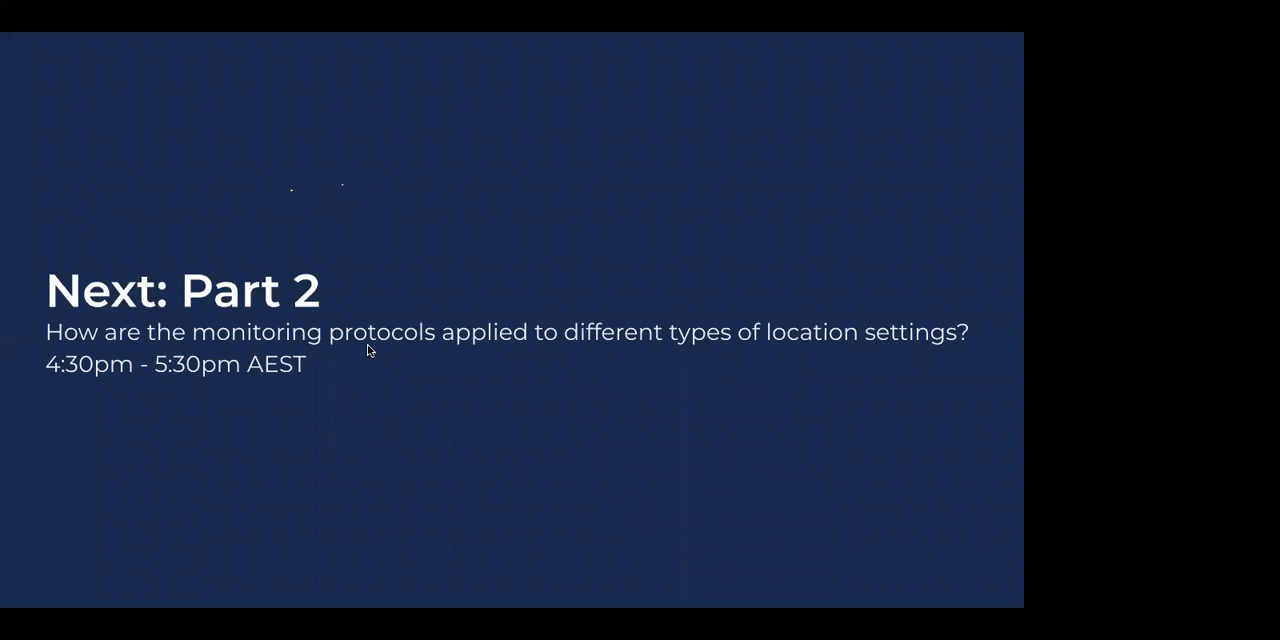 Next: Part 2
How are the monitoring protocols applied to different types of location settings?
4:30pm - 5:30pm AEST